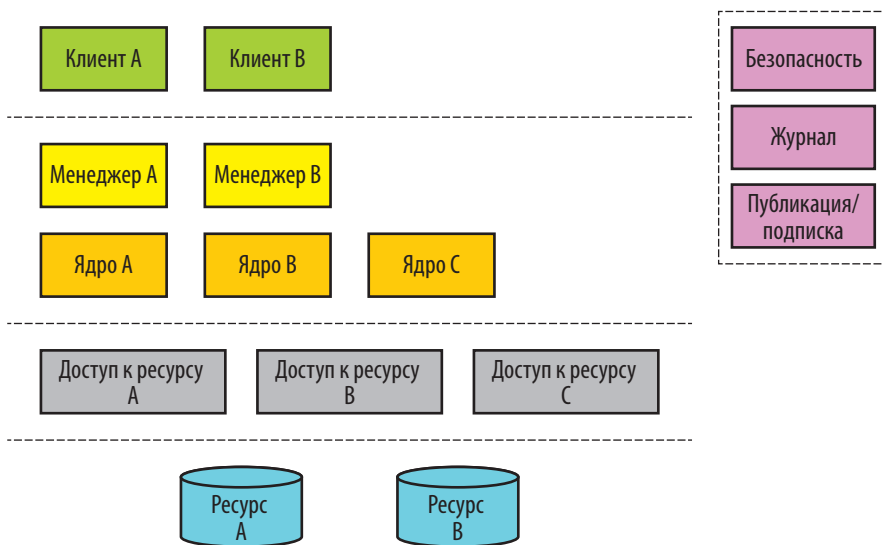 Клиент A
Клиент B
Безопасность
Журнал
Публикация/
подписка
Менеджер A
Менеджер B
Ядро A
Ядро B
Ядро C
Доступ к ресурсу
A
Доступ к ресурсу
B
Доступ к ресурсу
C
Ресурс
A
Ресурс
B